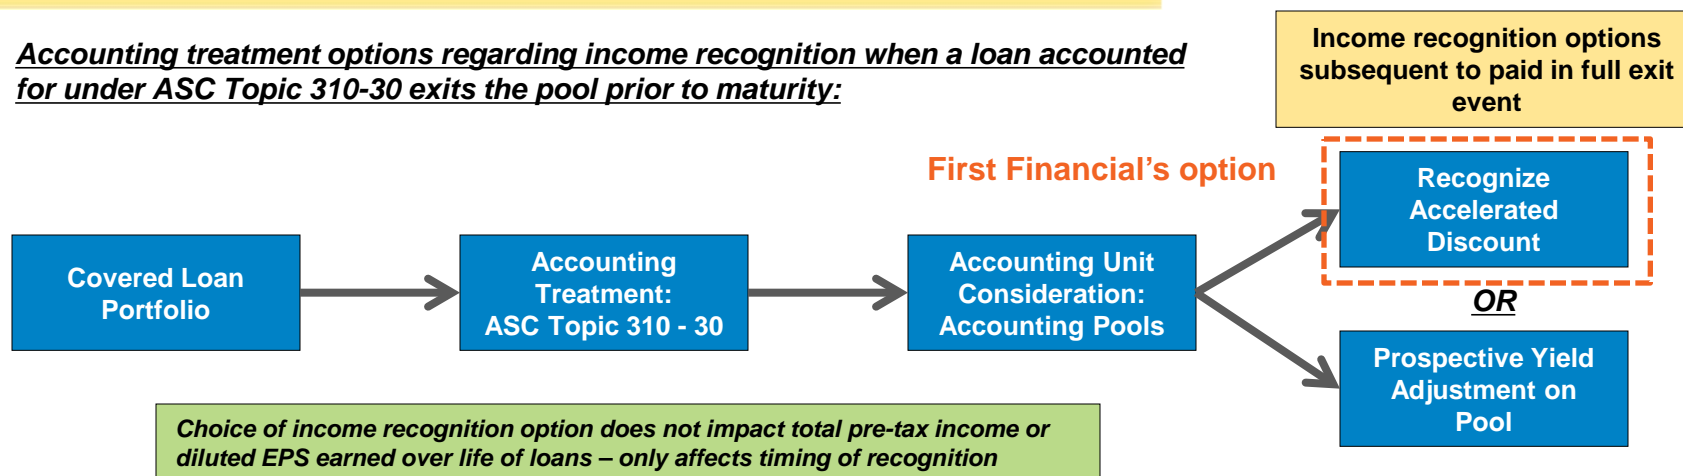 Accounting treatment options regarding income recognition when a loan accounted
for under ASC Topic 310-30 exits the pool prior to maturity:
Income recognition options
subsequent to paid in full exit
event
First Financial's option
Covered Loan
Portfolio
Accounting
Treatment:
ASC Topic 310 - 30
Accounting Unit
Consideration:
Accounting Pools
Recognize
Accelerated
Discount
OR
Prospective Yield
Adjustment on
Pool
Choice of income recognition option does not impact total pre-tax income or
diluted EPS earned over life of loans – only affects timing of recognition